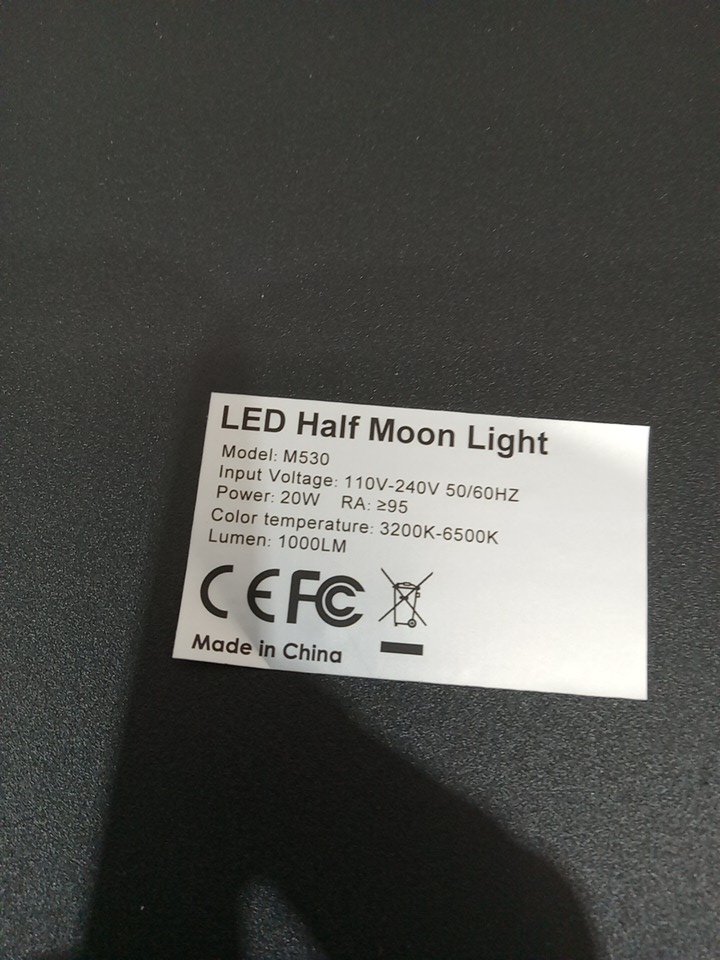 LED Half Moon Light
Model: M530
Input Voltage: 110V-240V 50/60HZ
Power: 20W RA: ≥95
Color temperature: 3200K-6500K
Lumen: 1000LM
CE FC
Made in China